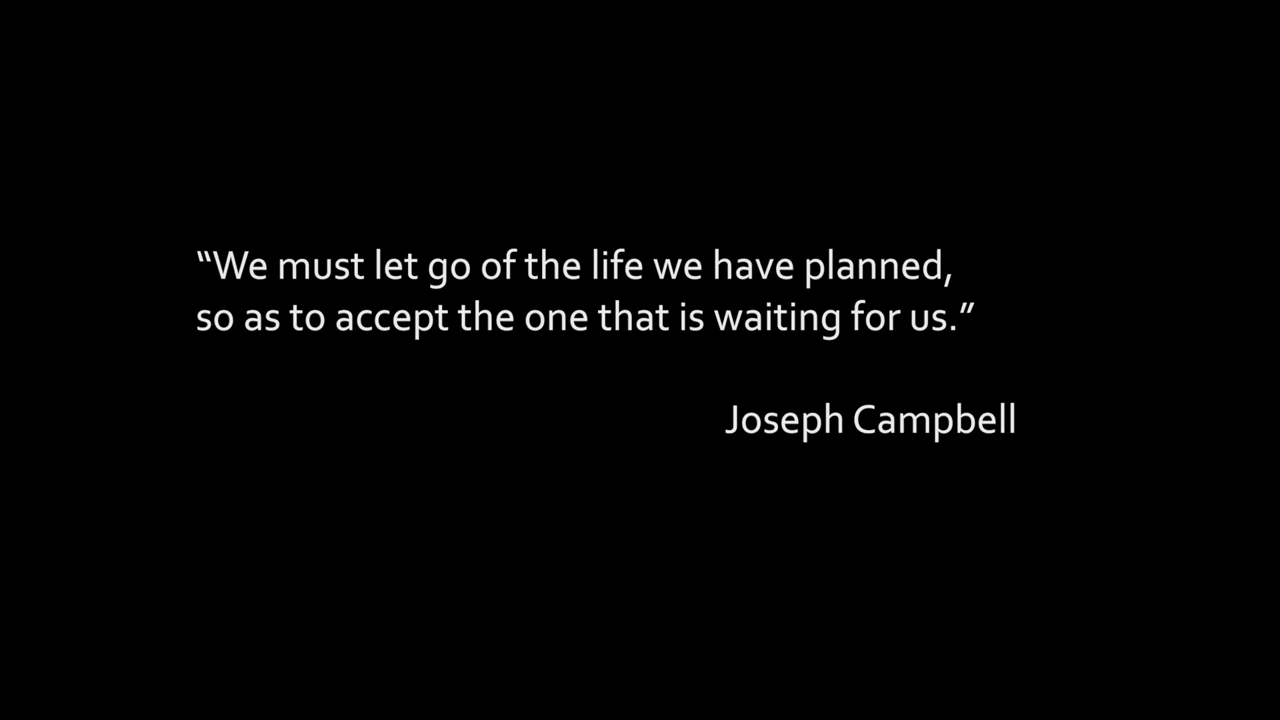 “We must let go of the life we have planned,
so as to accept the one that is waiting for us.”
Joseph Campbell